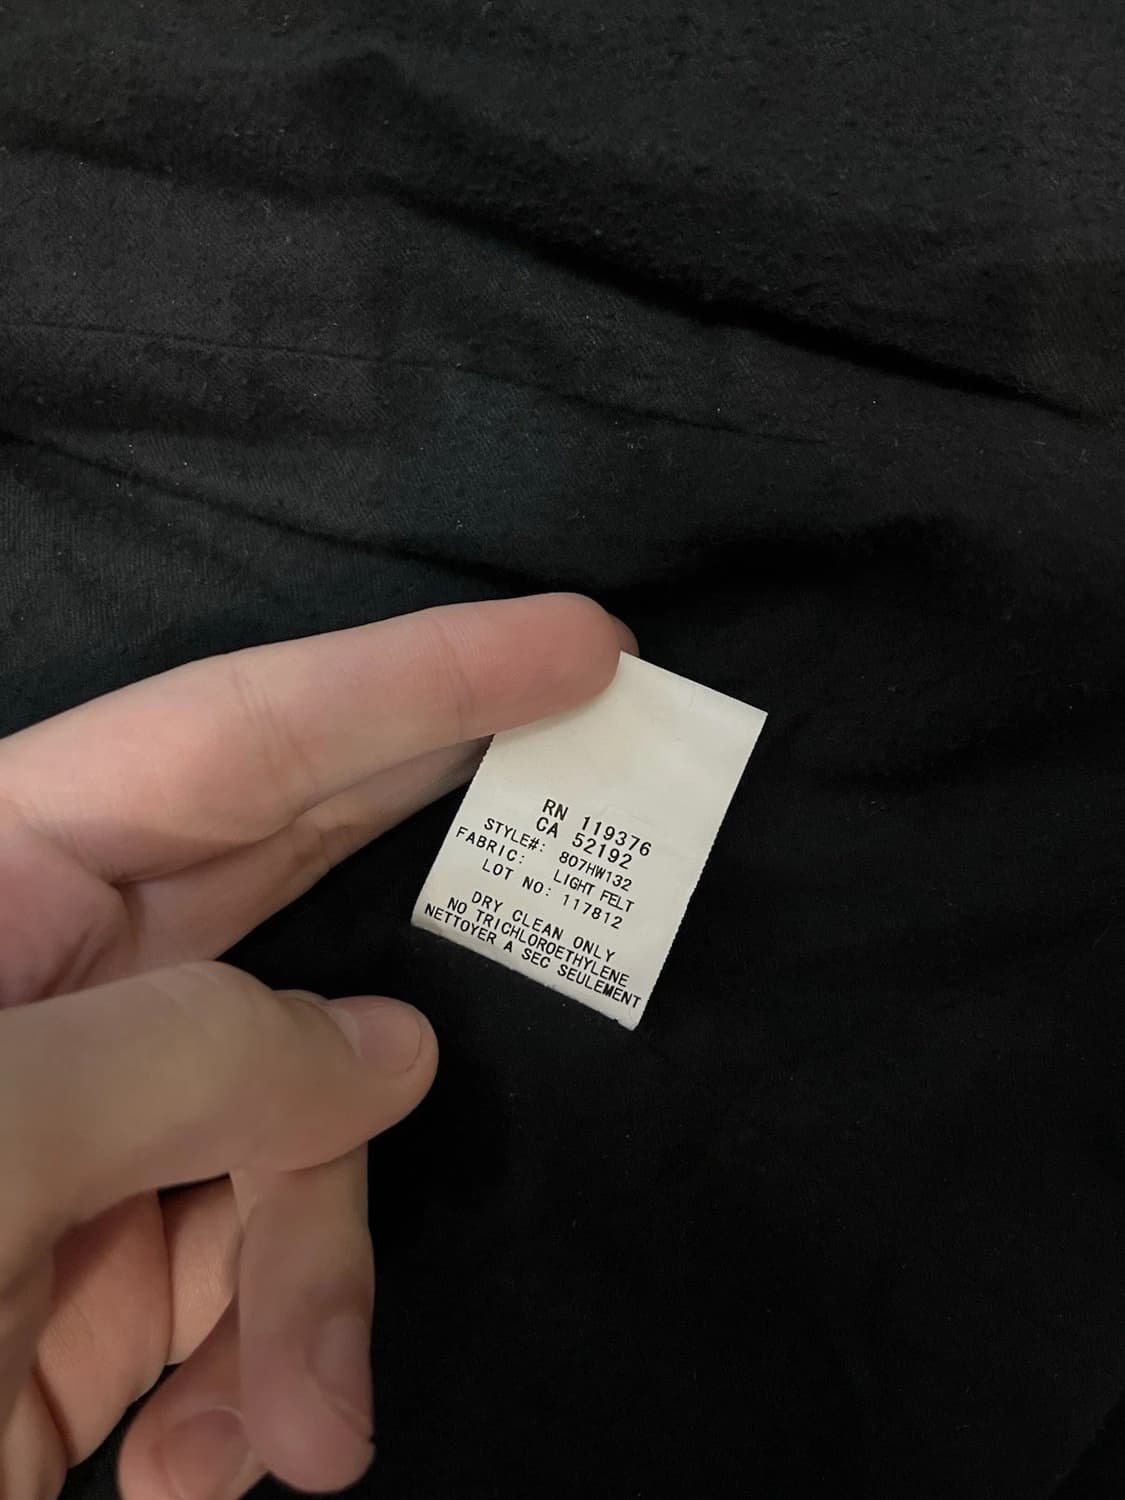 RN 119376
CA 52192
STYLE#: 807HW132
FABRIC: LIGHT FELT
LOT NO: 117812
DRY CLEAN ONLY
NO TRICHLOROETHYLENE
NETTOYER A SEC SEULEMENT